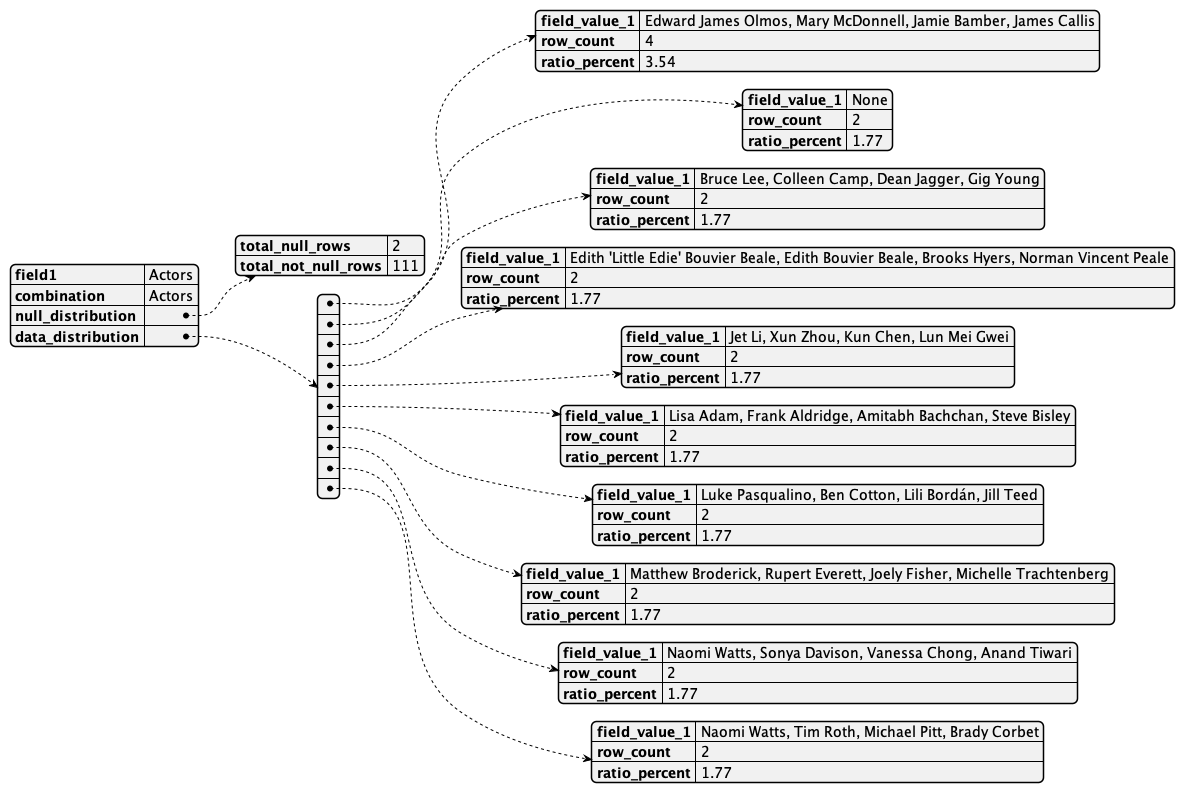 field1 Actors
combination Actors
null_distribution
data_distribution
total_null_rows 2
total_not_null_rows 111
field_value_1 Edward James Olmos, Mary McDonnell, Jamie Bamber, James Callis
row_count 4
ratio_percent 3.54
field_value_1 None
row_count 2
ratio_percent 1.77
field_value_1 Bruce Lee, Colleen Camp, Dean Jagger, Gig Young
row_count 2
ratio_percent 1.77
field_value_1 Edith 'Little Edie' Bouvier Beale, Edith Bouvier Beale, Brooks Hyers, Norman Vincent Peale
row_count 2
ratio_percent 1.77
field_value_1 Jet Li, Xun Zhou, Kun Chen, Lun Mei Gwei
row_count 2
ratio_percent 1.77
field_value_1 Lisa Adam, Frank Aldridge, Amitabh Bachchan, Steve Bisley
row_count 2
ratio_percent 1.77
field_value_1 Luke Pasqualino, Ben Cotton, Lili Bordán, Jill Teed
row_count 2
ratio_percent 1.77
field_value_1 Matthew Broderick, Rupert Everett, Joely Fisher, Michelle Trachtenberg
row_count 2
ratio_percent 1.77
field_value_1 Naomi Watts, Sonya Davison, Vanessa Chong, Anand Tiwari
row_count 2
ratio_percent 1.77
field_value_1 Naomi Watts, Tim Roth, Michael Pitt, Brady Corbet
row_count 2
ratio_percent 1.77